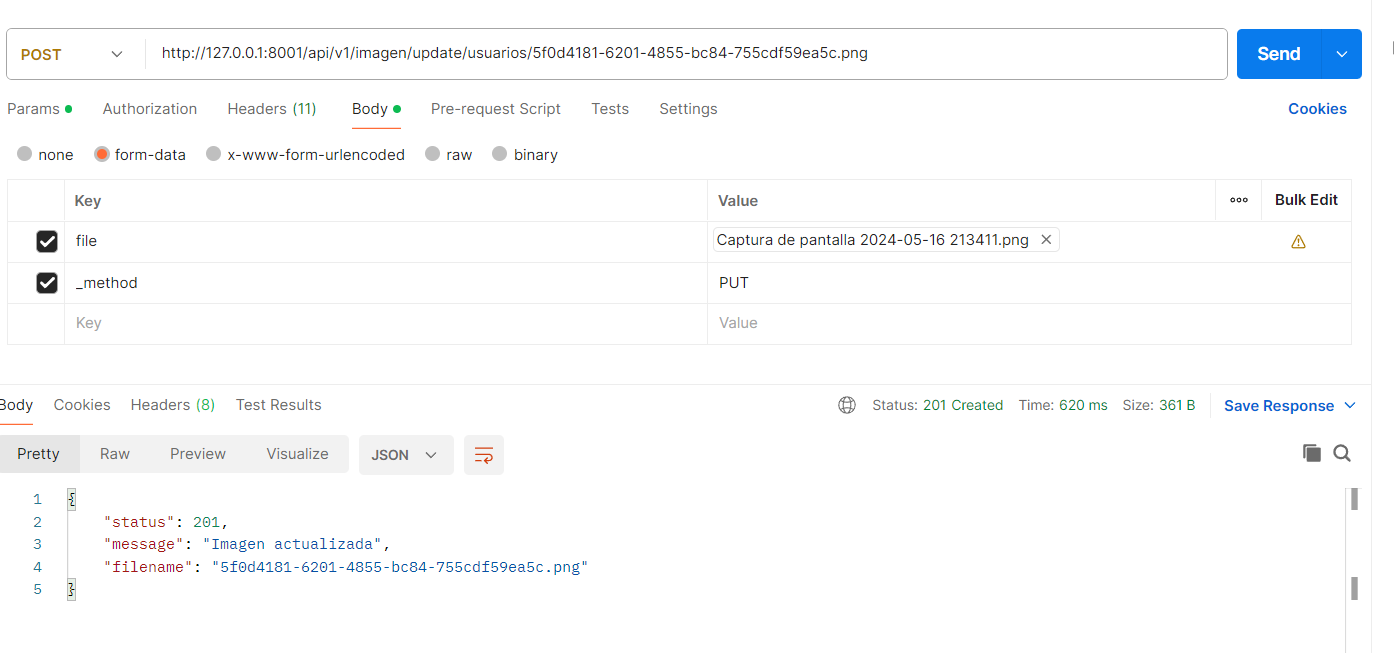 POST http://127.0.0.1:8001/api/v1/imagen/update/usuarios/5f0d4181-6201-4855-bc84-755cdf59ea5c.png Send
Params Authorization Headers (11) Body Pre-request Script Tests Settings Cookies
none form-data x-www-form-urlencoded raw binary
Key Value Bulk Edit
file Captura de pantalla 2024-05-16 213411.png
_method PUT
Key Value
Body Cookies Headers (8) Test Results Status: 201 Created Time: 620 ms Size: 361 B Save Response
Pretty Raw Preview Visualize JSON
1 {
2 "status": 201,
3 "message": "Imagen actualizada",
4 "filename": "5f0d4181-6201-4855-bc84-755cdf59ea5c.png"
5 }